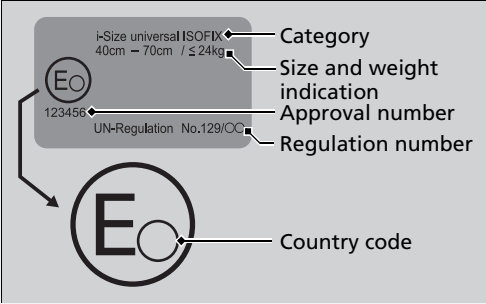 i-Size universal ISOFIX
40cm – 70cm / ≤ 24kg
E○
123456
UN-Regulation No.129/○○
Category
Size and weight
indication
Approval number
Regulation number
E○
Country code